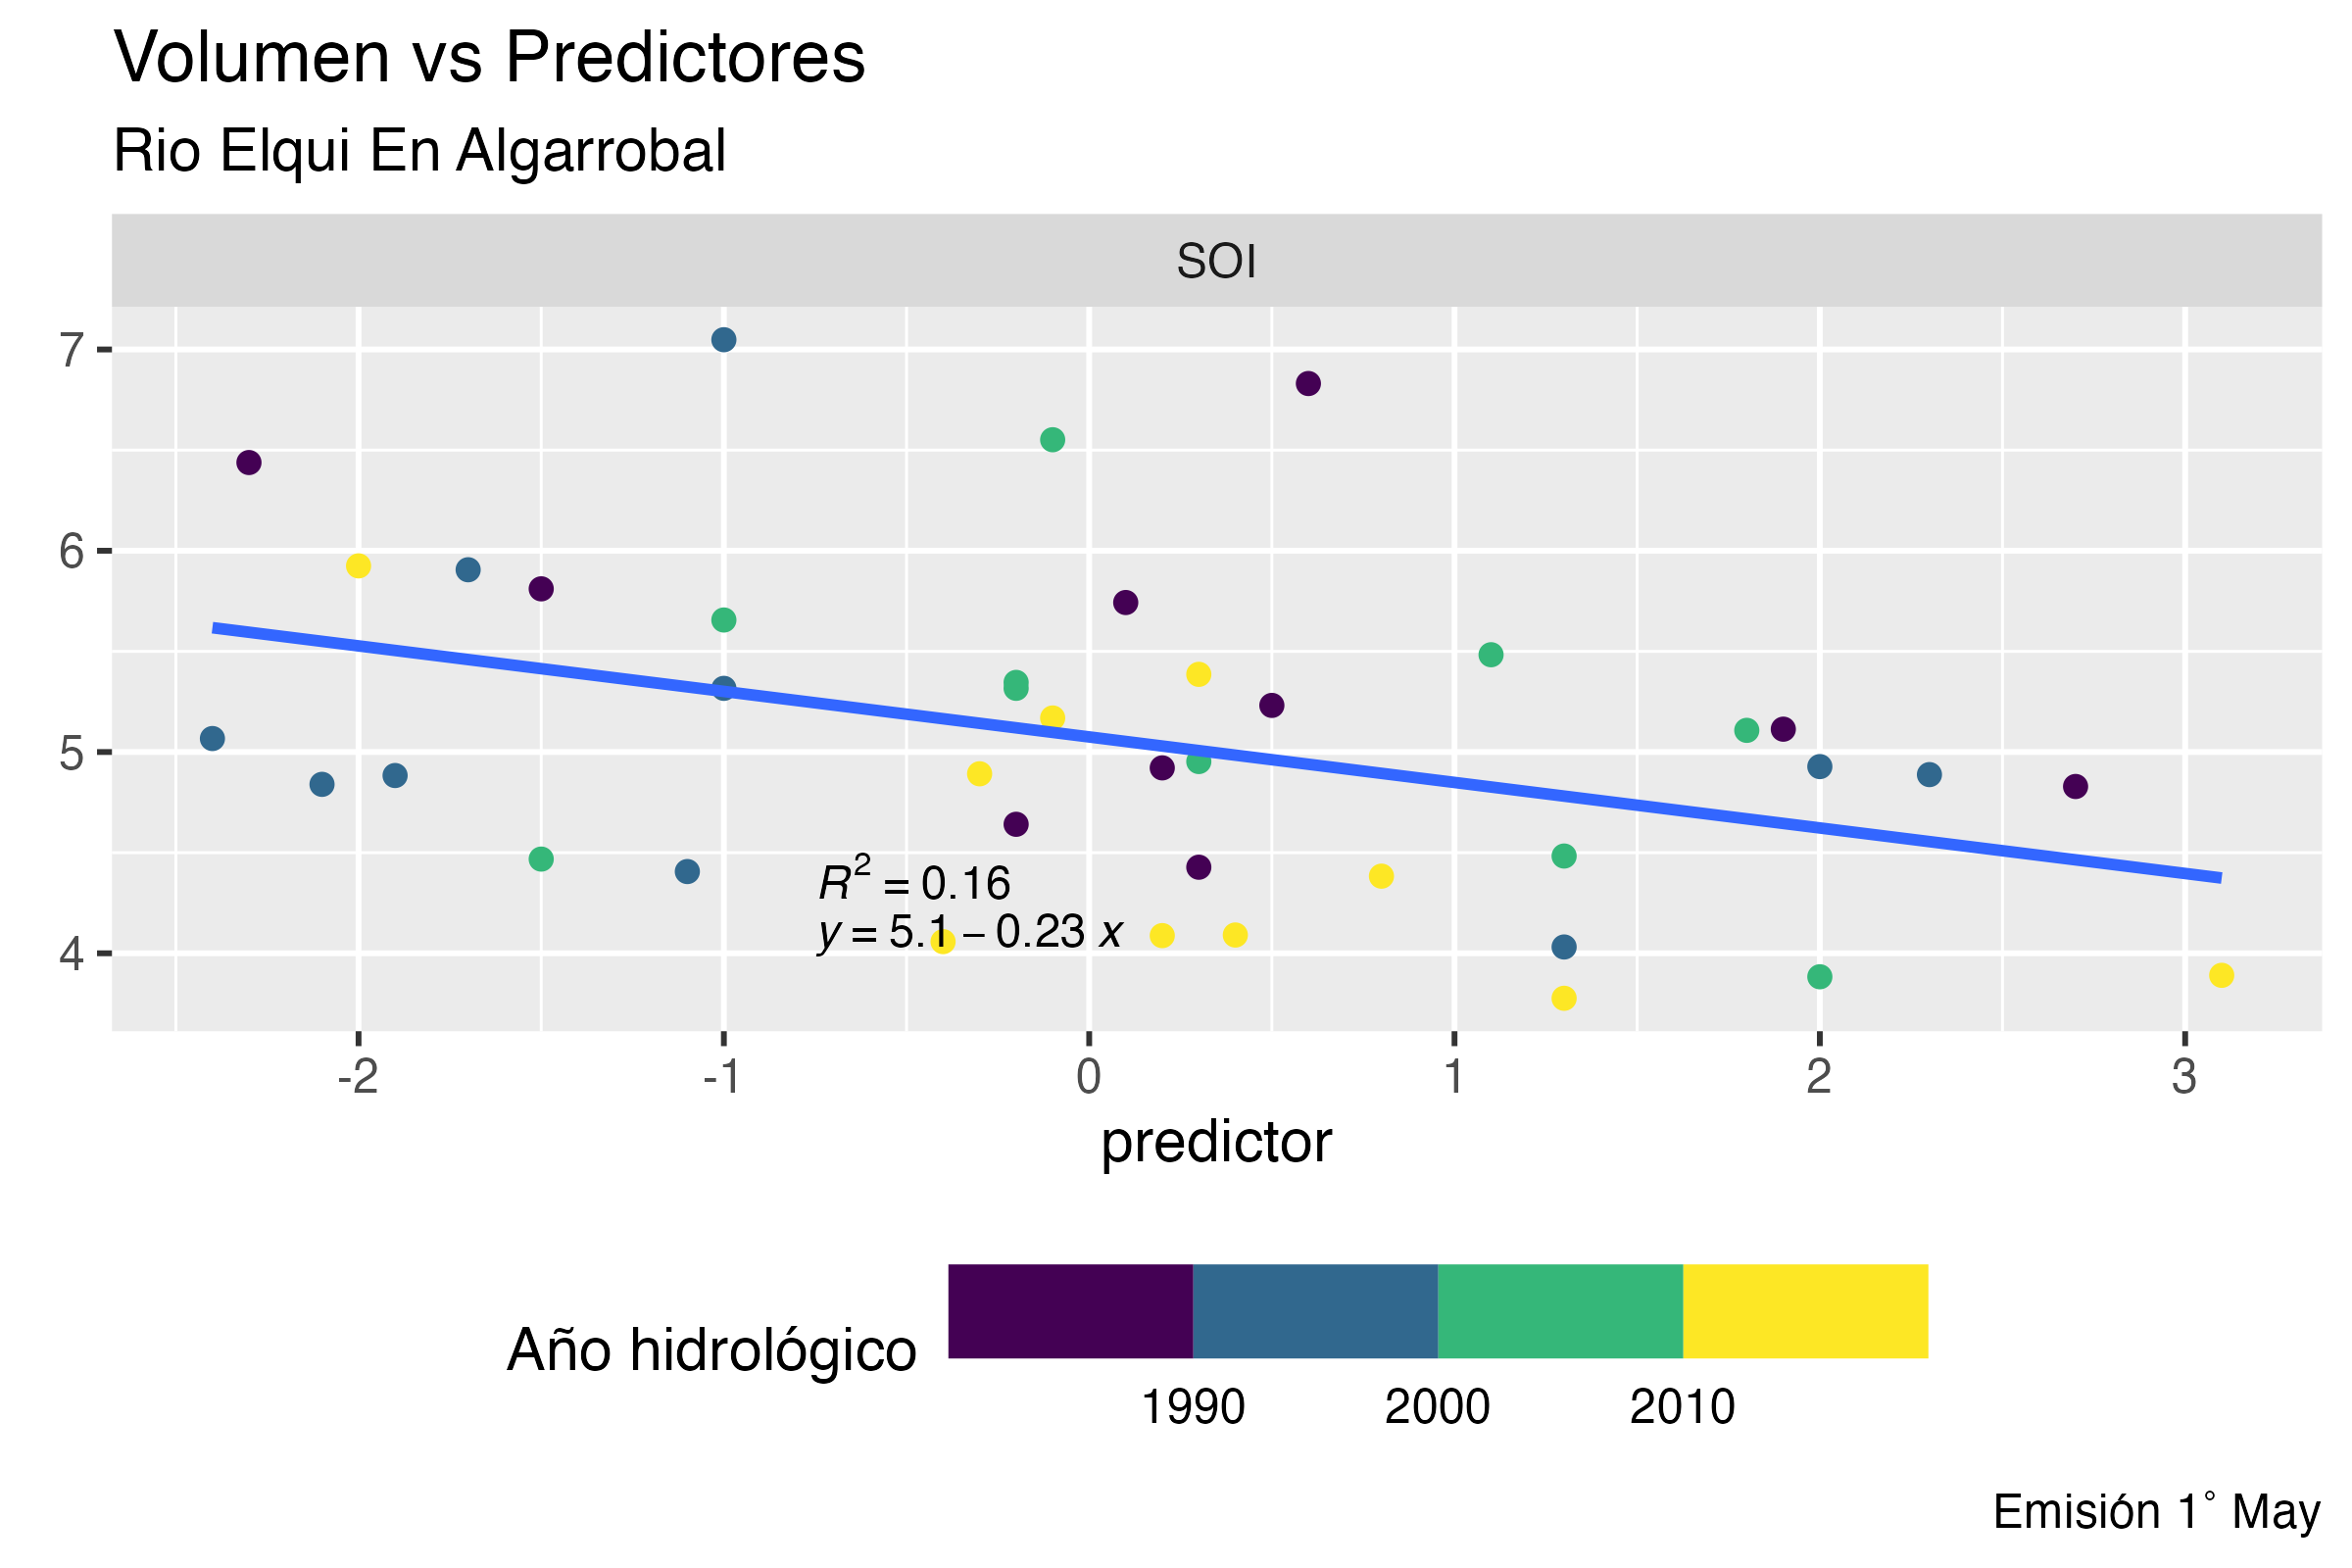 Volumen vs Predictores
Rio Elqui En Algarrobal
SOI
7
6
5
4
R² = 0.16
y = 5.1 − 0.23 x
-2 -1 0 1 2 3
predictor
Año hidrológico
1990 2000 2010
Emisión 1° May